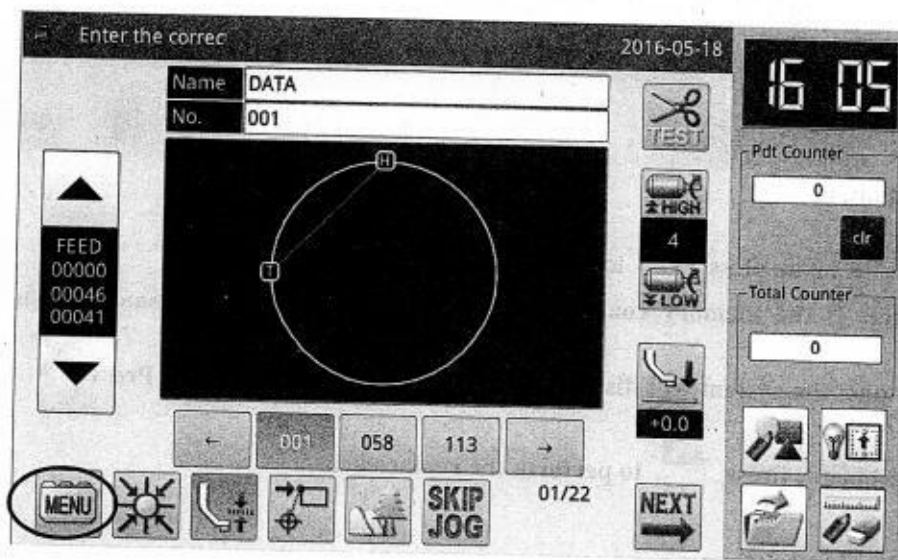 Enter the correc
2016-05-18
Name DATA
No. 001
H
T
FEED
00000
00046
00041
TEST
HIGH
4
LOW
+0.0
← 001 058 113 →
MENU
SKIP
JOG
01/22
NEXT
16 05
Pdt Counter
0
clr
Total Counter
0
to perform